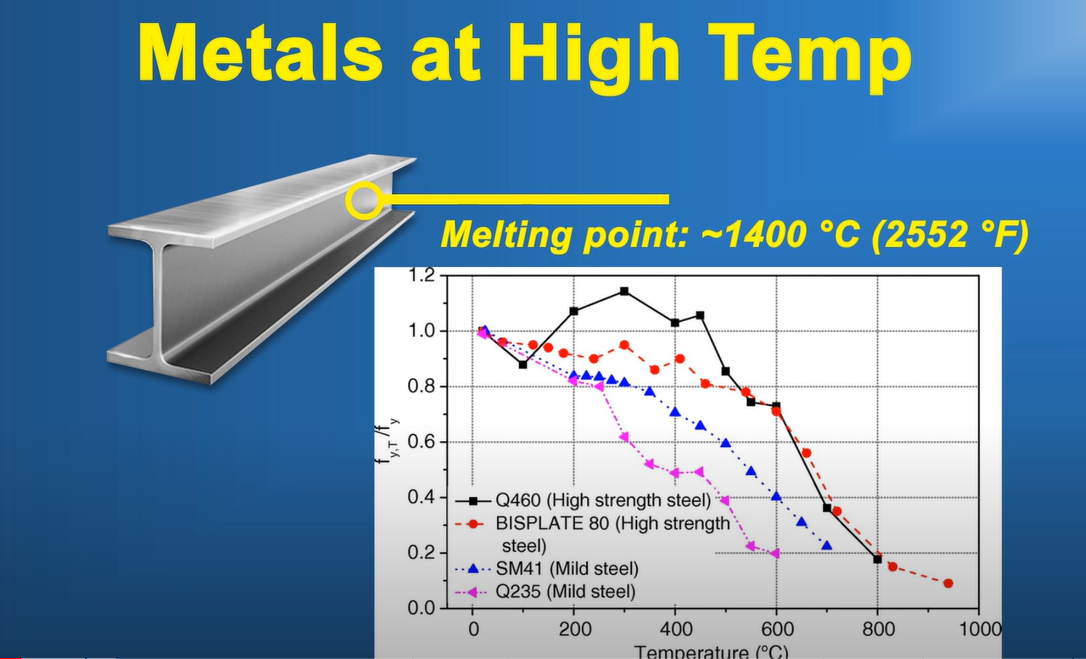 Metals at High Temp
Melting point: ~1400 °C (2552 °F)
1.2
1.0
0.8
0.6
0.4
0.2
0.0
f y,T /f y
Q460 (High strength steel)
BISPLATE 80 (High strength
steel)
SM41 (Mild steel)
Q235 (Mild steel)
0 200 400 600 800 1000
Temperature (°C)